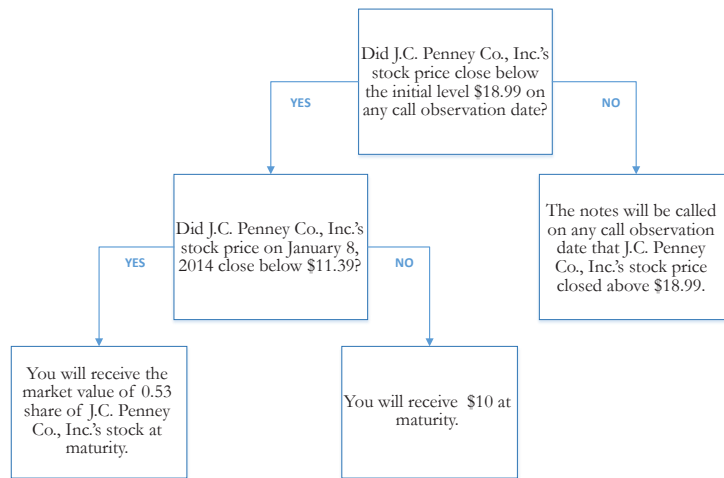 Did J.C. Penney Co., Inc.'s
stock price close below
the initial level $18.99 on
any call observation date?
YES
NO
Did J.C. Penney Co., Inc.'s
stock price on January 8,
2014 close below $11.39?
The notes will be called
on any call observation
date that J.C. Penney
Co., Inc.'s stock price
closed above $18.99.
YES
NO
You will receive the
market value of 0.53
share of J.C. Penney
Co., Inc.'s stock at
maturity.
You will receive $10 at
maturity.